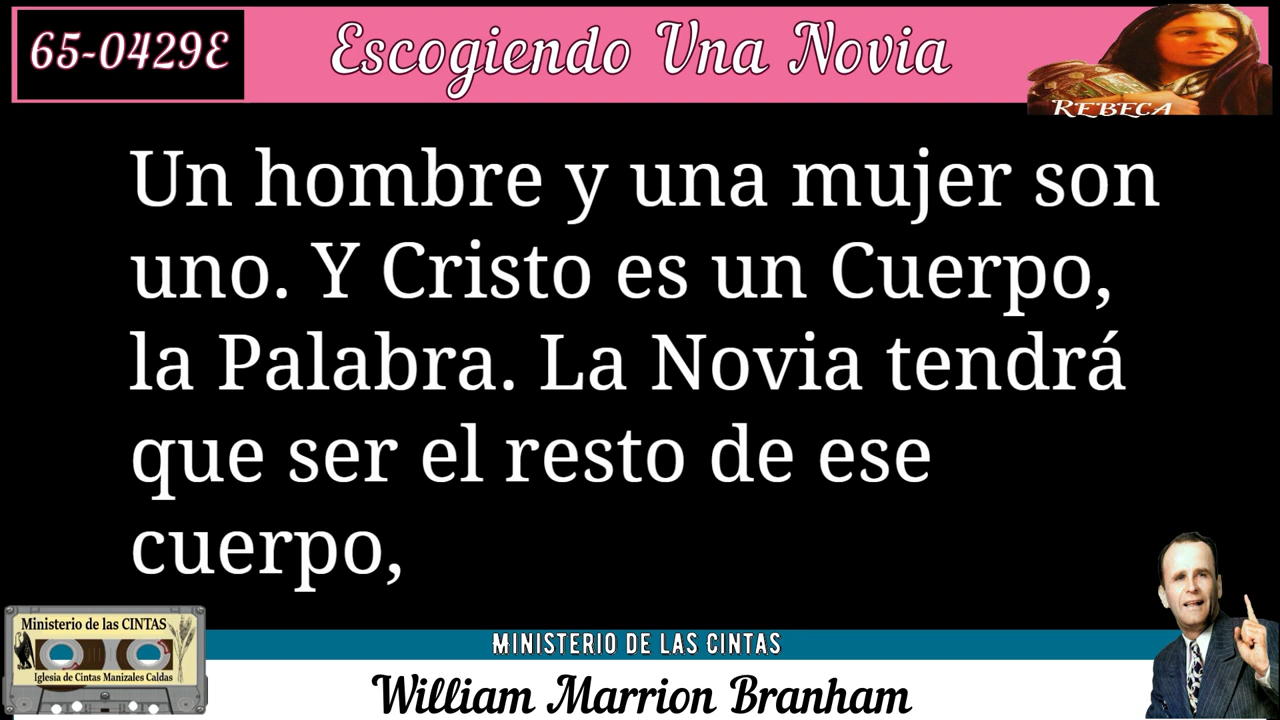 65-0429E
Escogiendo Una Novia
REBECA
Un hombre y una mujer son
uno. Y Cristo es un Cuerpo,
la Palabra. La Novia tendrá
que ser el resto de ese
cuerpo,
Ministerio de las CINTAS
Iglesia de Cintas Manizales Caldas
MINISTERIO DE LAS CINTAS
William Marrion Branham